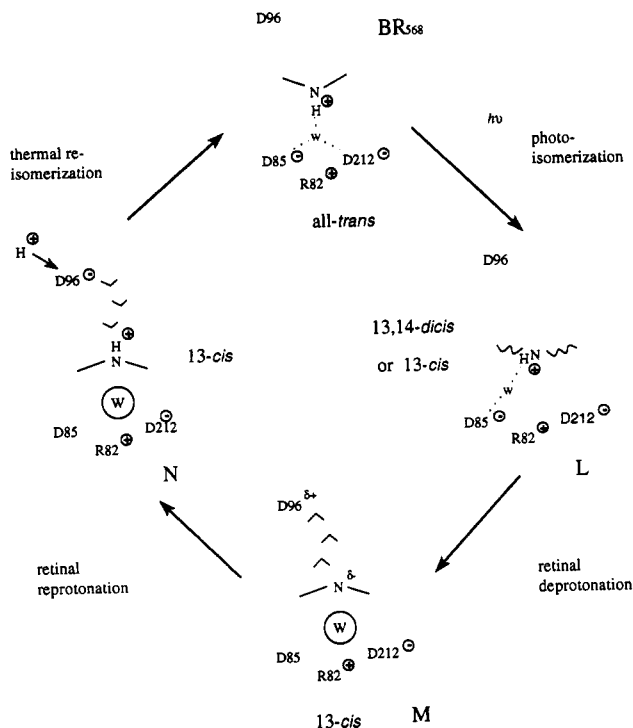 D96
BR568
N
H
⊕
w
D85 ⊖
D212 ⊖
R82 ⊕
all-trans
hυ
photo-
isomerization
D96
13,14-dicis
or 13-cis
HN
⊕
w
D85 ⊖
R82 ⊕
D212 ⊖
L
retinal
deprotonation
D96 δ+
N δ-
W
D85
D212 ⊖
R82 ⊕
13-cis
M
retinal
reprotonation
⊕
H
D96 ⊖
⊕
H
N
13-cis
W
D85
D212 ⊖
R82 ⊕
N
thermal re-
isomerization